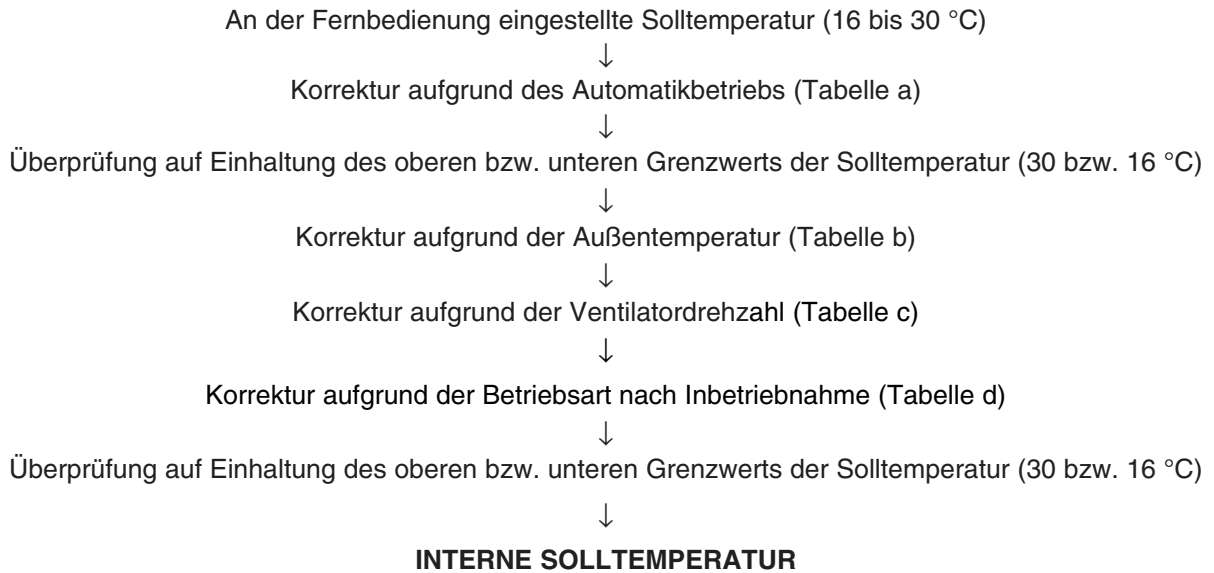 An der Fernbedienung eingestellte Solltemperatur (16 bis 30 °C)
↓
Korrektur aufgrund des Automatikbetriebs (Tabelle a)
↓
Überprüfung auf Einhaltung des oberen bzw. unteren Grenzwerts der Solltemperatur (30 bzw. 16 °C)
↓
Korrektur aufgrund der Außentemperatur (Tabelle b)
↓
Korrektur aufgrund der Ventilatordrehzahl (Tabelle c)
↓
Korrektur aufgrund der Betriebsart nach Inbetriebnahme (Tabelle d)
↓
Überprüfung auf Einhaltung des oberen bzw. unteren Grenzwerts der Solltemperatur (30 bzw. 16 °C)
↓
INTERNE SOLLTEMPERATUR